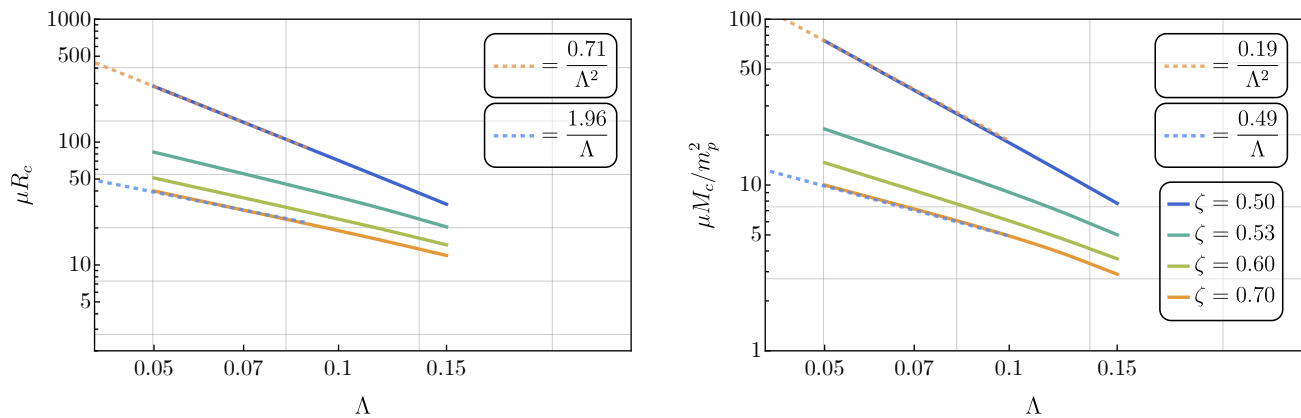 1000
500
100
50
10
5
μR_c
0.05 0.07 0.1 0.15
Λ
= 0.71/Λ²
= 1.96/Λ
100
50
10
5
1
μM_c/m_p²
0.05 0.07 0.1 0.15
Λ
= 0.19/Λ²
= 0.49/Λ
ζ = 0.50
ζ = 0.53
ζ = 0.60
ζ = 0.70